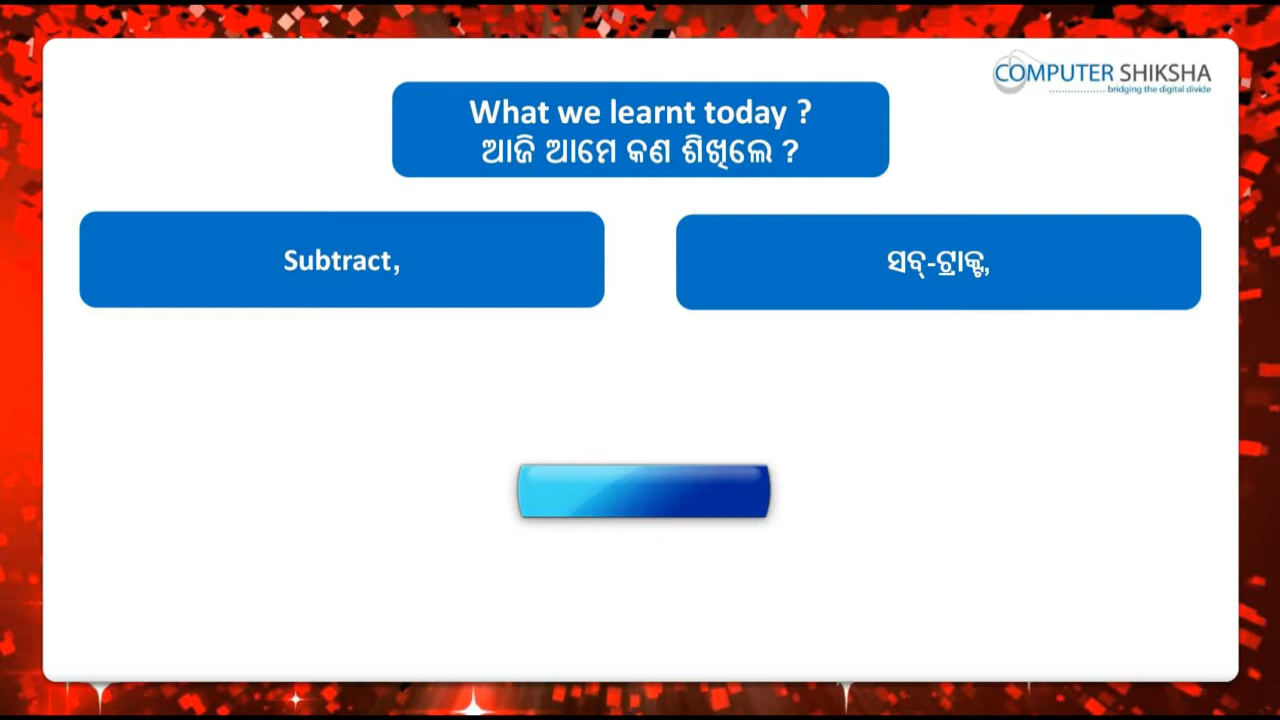 COMPUTER SHIKSHA
bridging the digital divide
What we learnt today ?
ଆଜି ଆମେ କଣ ଶିଖିଲେ ?
Subtract,
ସବ୍-ଟ୍ରାକ୍ଟ,